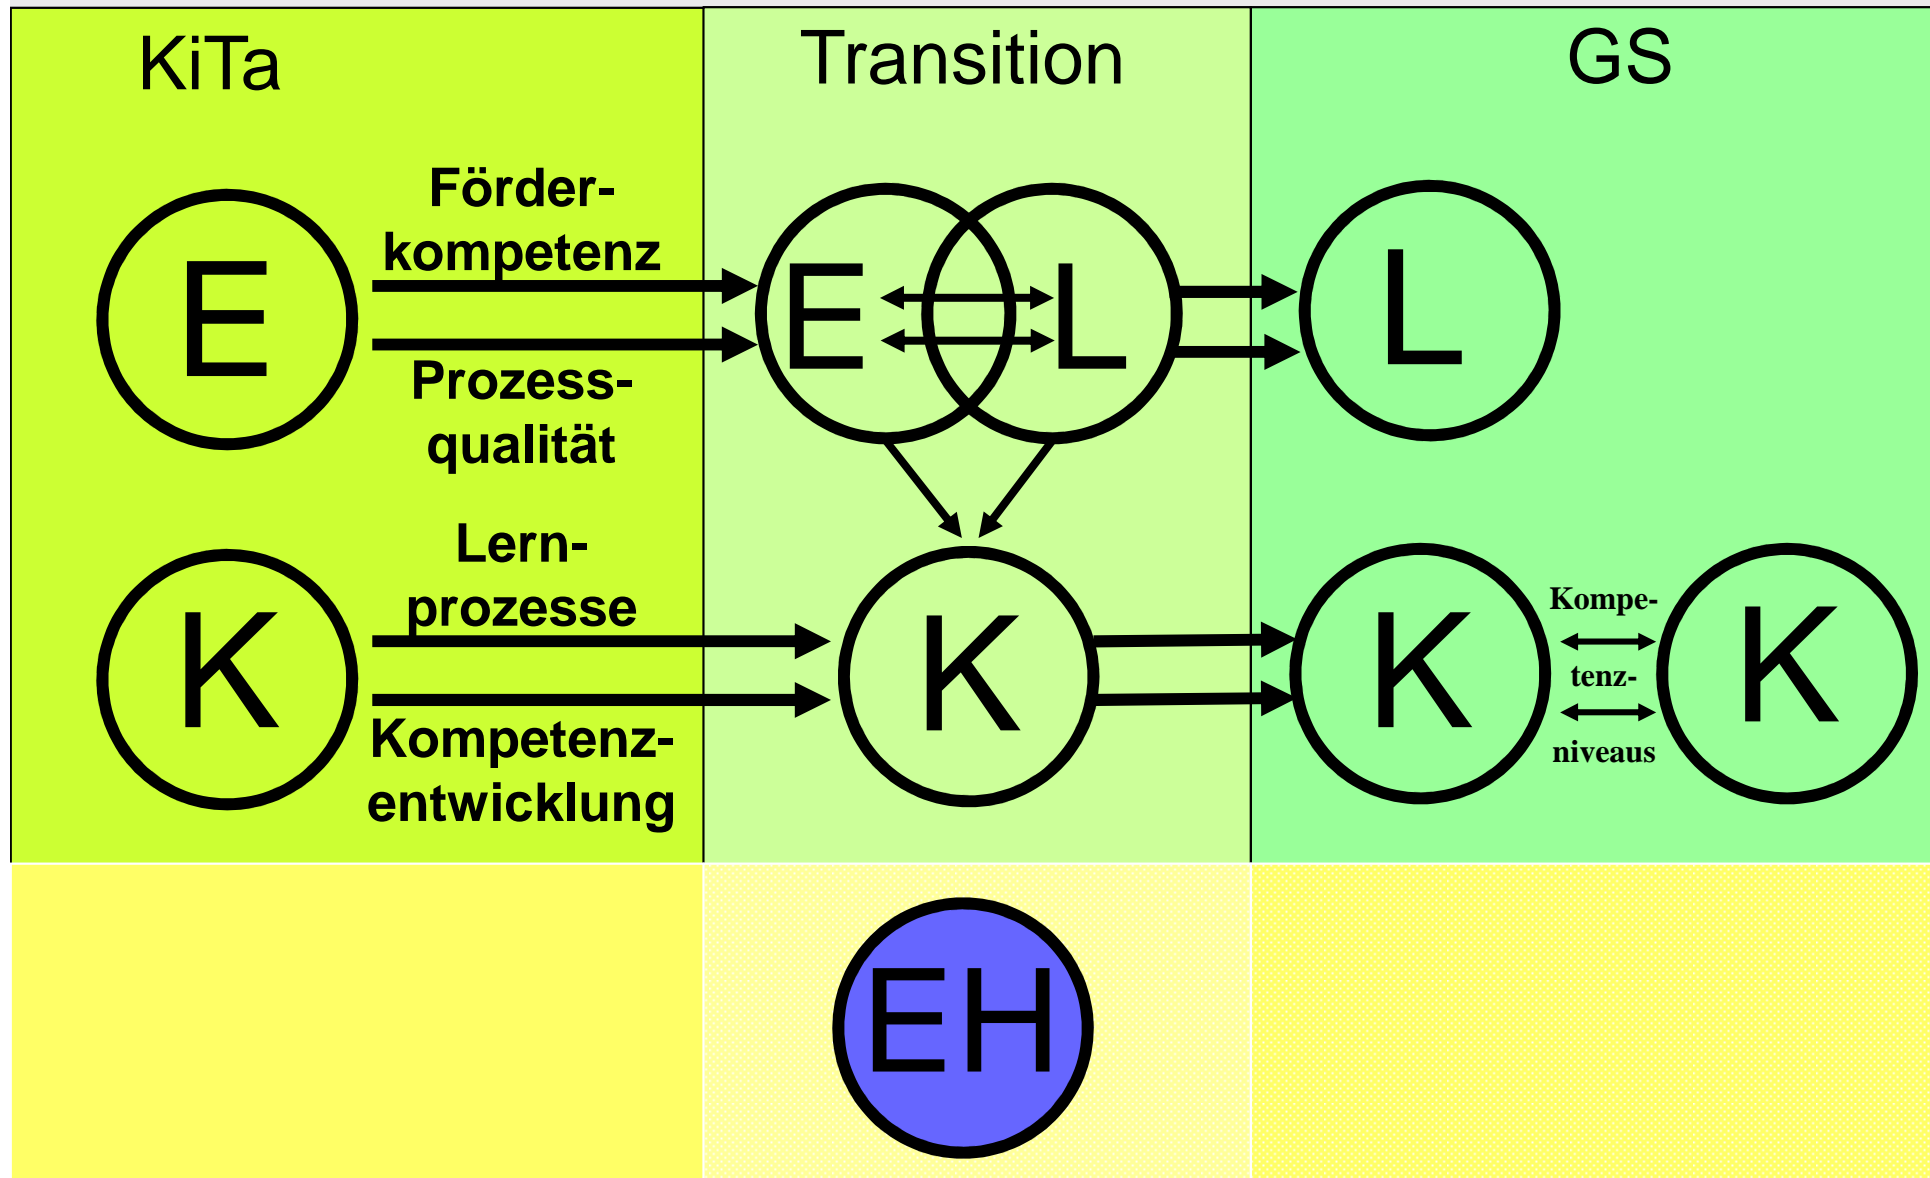 KiTa
Transition
GS
E
Förder-
kompetenz
Prozess-
qualität
E
L
L
K
Lern-
prozesse
Kompetenz-
entwicklung
K
K
Kompe-
tenz-
niveaus
K
EH